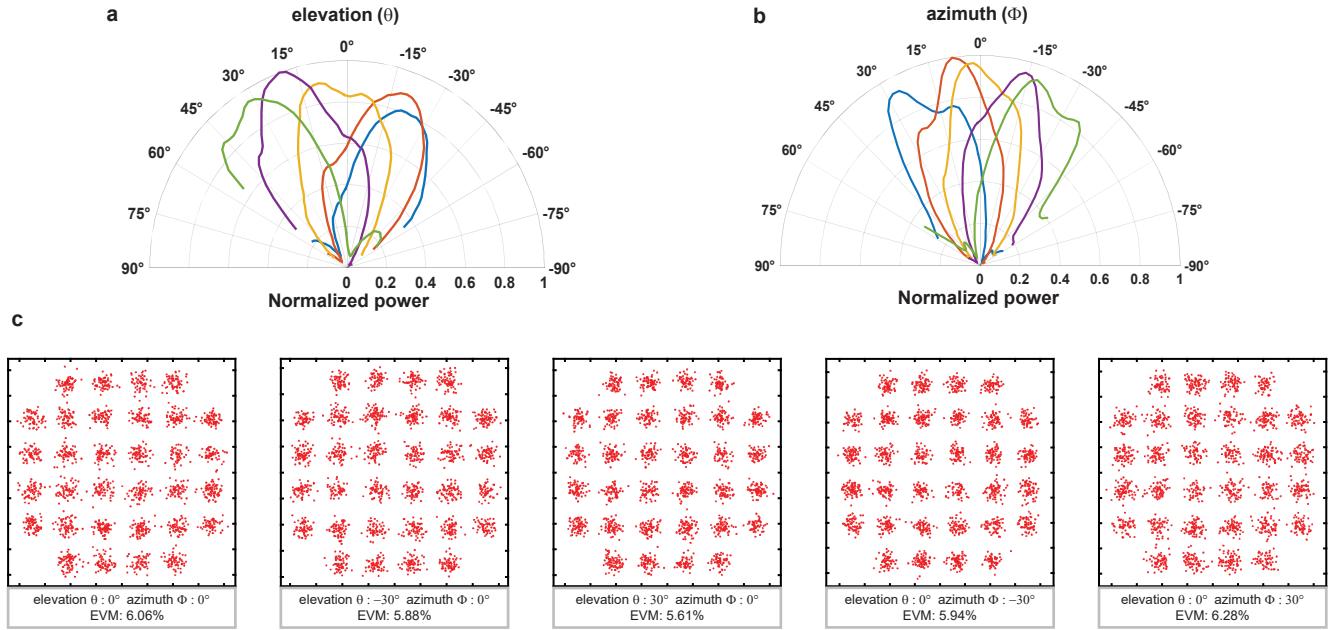 a
elevation (θ)
0°
15°
-15°
30°
-30°
45°
-45°
60°
-60°
75°
-75°
90°
-90°
0 0.2 0.4 0.6 0.8 1
Normalized power
b
azimuth (Φ)
0°
15°
-15°
30°
-30°
45°
-45°
60°
-60°
75°
-75°
90°
-90°
0 0.2 0.4 0.6 0.8 1
Normalized power
c
elevation θ : 0° azimuth Φ : 0°
EVM: 6.06%
elevation θ : −30° azimuth Φ : 0°
EVM: 5.88%
elevation θ : 30° azimuth Φ : 0°
EVM: 5.61%
elevation θ : 0° azimuth Φ : −30°
EVM: 5.94%
elevation θ : 0° azimuth Φ : 30°
EVM: 6.28%